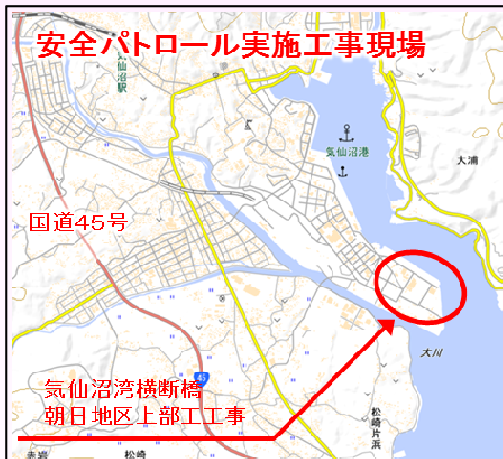 安全パトロール実施工事現場
気仙沼駅
気仙沼港
大浦
国道45号
大川
45
気仙沼湾横断橋
朝日地区上部工工事
松崎片浜
赤岩
松崎